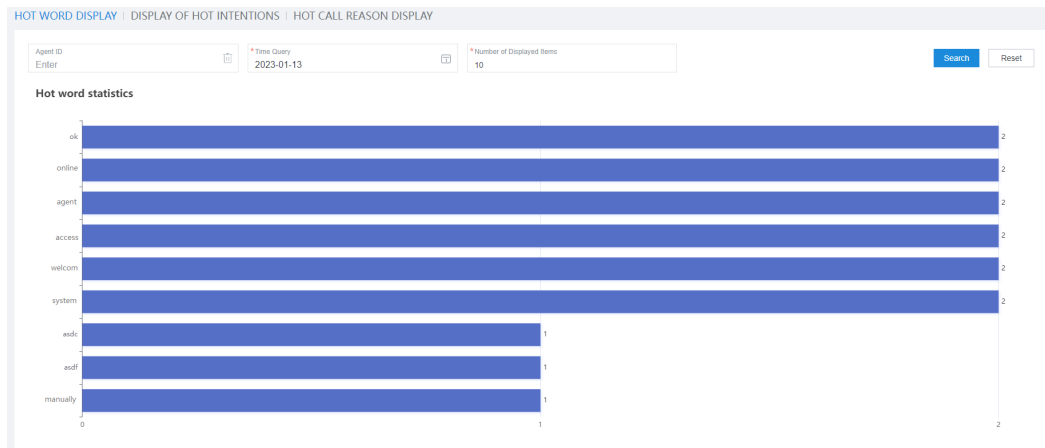 HOT WORD DISPLAY | DISPLAY OF HOT INTENTIONS | HOT CALL REASON DISPLAY
Agent ID
Enter
*Time Query
2023-01-13
*Number of Displayed Items
10
Search
Reset
Hot word statistics
ok 2
online 2
agent 2
access 2
welcom 2
system 2
asdc 1
asdf 1
manually 1
0 1 2